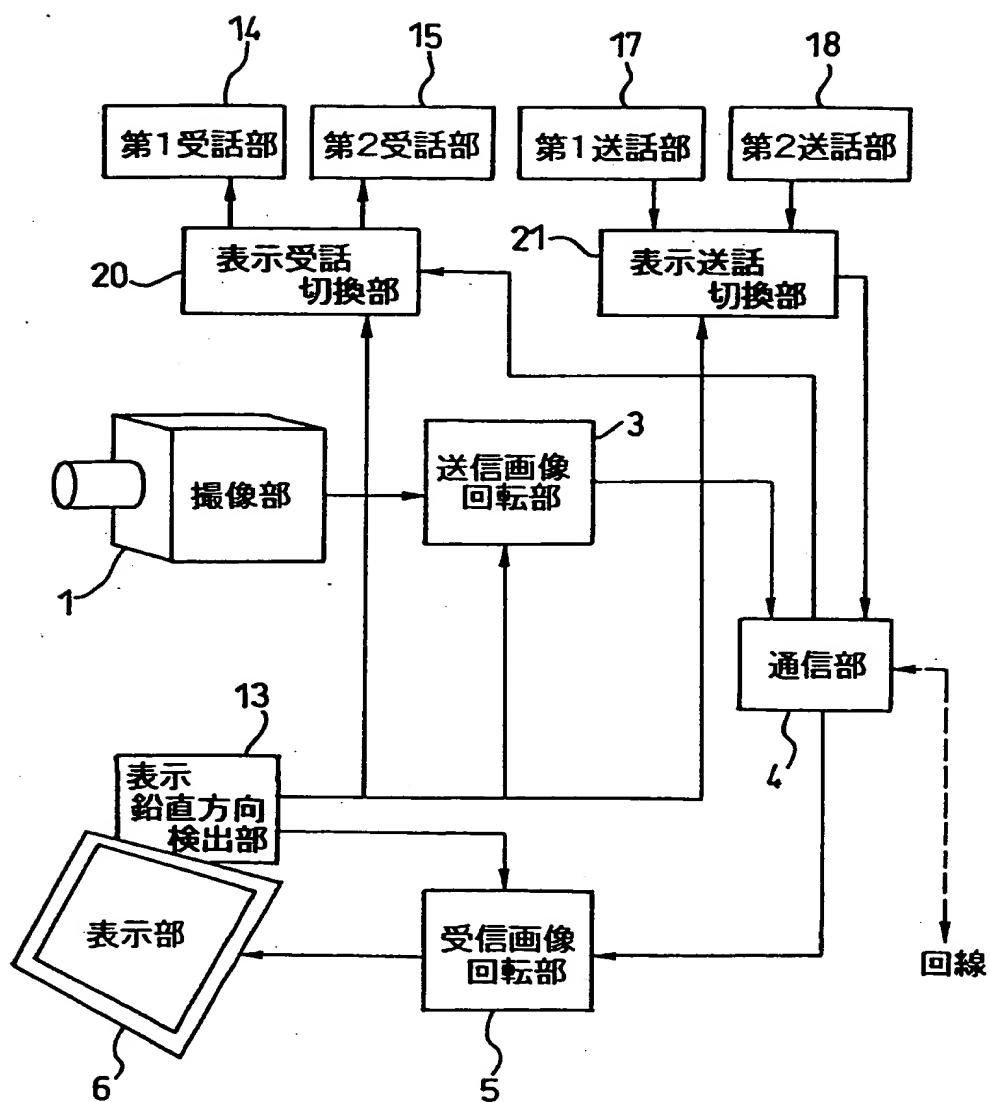 14
15
17
18
第1受話部
第2受話部
第1送話部
第2送話部
20
表示受話
切換部
21
表示送話
切換部
3
撮像部
送信画像
回転部
1
通信部
4
13
表示
鉛直方向
検出部
表示部
受信画像
回転部
回線
6
5